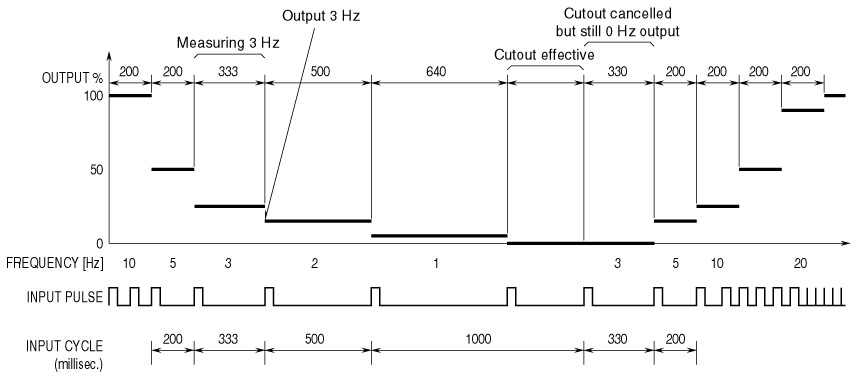 Output 3 Hz
Cutout cancelled
but still 0 Hz output
Measuring 3 Hz
Cutout effective
OUTPUT %
200 200 333 500 640 330 200 200 200 200
100
50
0
FREQUENCY [Hz] 10 5 3 2 1 3 5 10 20
INPUT PULSE
INPUT CYCLE
(millisec.)
200 333 500 1000 330 200